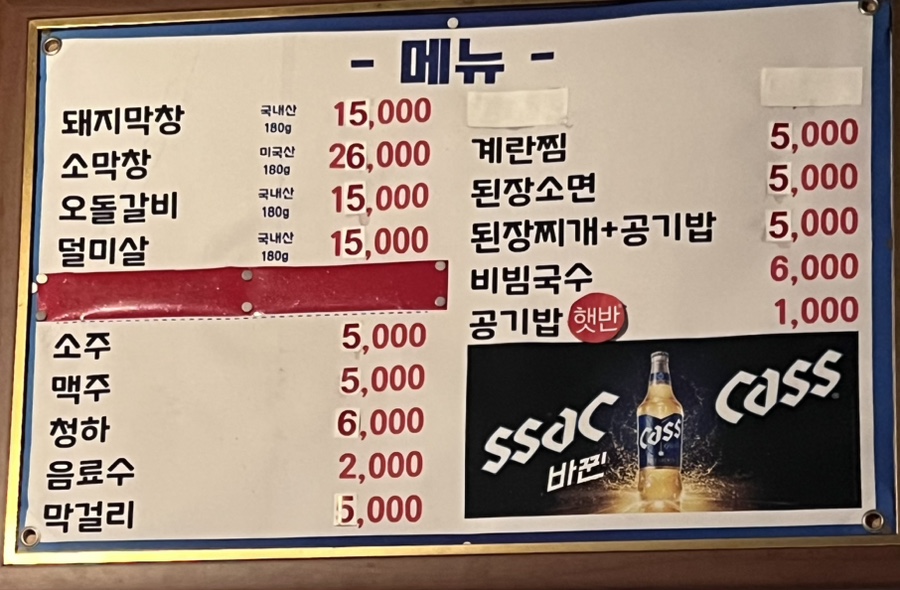 - 메뉴 -
돼지막창 국내산 180g 15,000
소막창 미국산 180g 26,000
오돌갈비 국내산 180g 15,000
덜미살 국내산 180g 15,000
소주 5,000
맥주 5,000
청하 6,000
음료수 2,000
막걸리 5,000
계란찜 5,000
된장소면 5,000
된장찌개+공기밥 5,000
비빔국수 6,000
공기밥 햇반 1,000
ssac
바꾼!
cass
cass